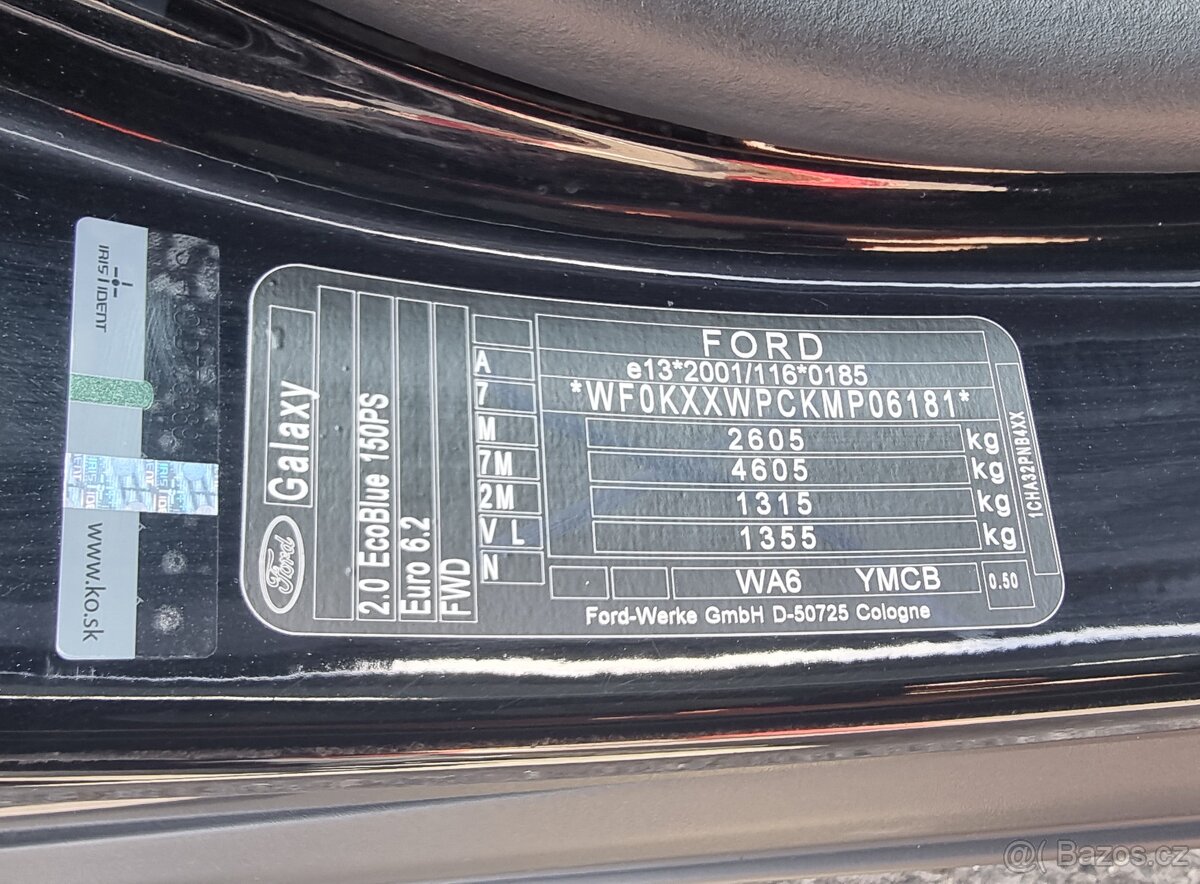 IRIS IDENT
IRIS IDENT
www.ko.sk
Ford
Galaxy
2.0 EcoBlue 150PS
Euro 6.2
FWD
A
7
M
7M
2M
V L
N
FORD
e13*2001/116*0185
*WF0KXXWPCKMP06181*
2605 kg
4605 kg
1315 kg
1355 kg
WA6 YMCB
0.50
1CHA32PNB4XX
Ford-Werke GmbH D-50725 Cologne
@( Bazos.cz